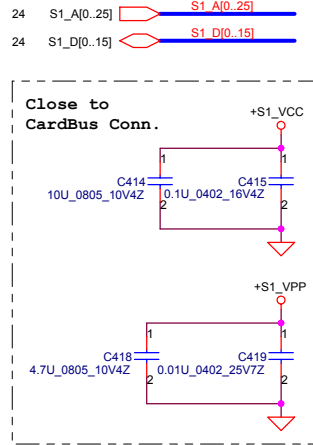 24 S1_A[0..25] S1_A[0..25]
24 S1_D[0..15] S1_D[0..15]
Close to
CardBus Conn.
+S1_VCC
1 1
C414 C415
10U_0805_10V4Z 0.1U_0402_16V4Z
2 2
+S1_VPP
1 1
C418 C419
4.7U_0805_10V4Z 0.01U_0402_25V7Z
2 2